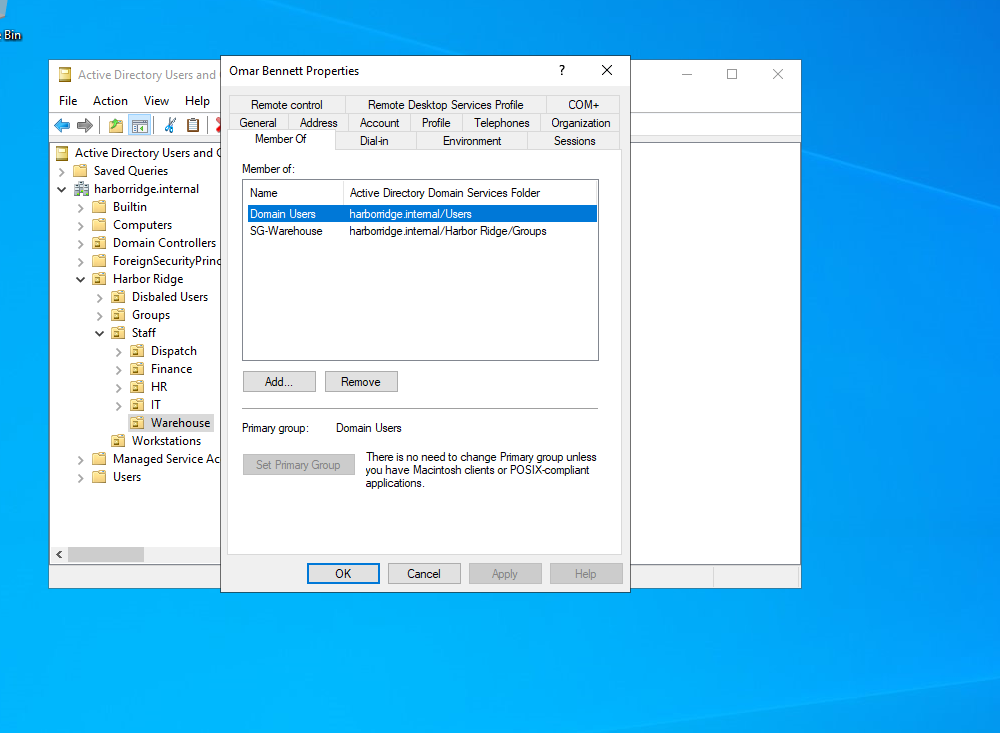 Bin
Active Directory Users and
File Action View Help
Active Directory Users and C
Saved Queries
harborridge.internal
Builtin
Computers
Domain Controllers
ForeignSecurityPrinc
Harbor Ridge
Disbaled Users
Groups
Staff
Dispatch
Finance
HR
IT
Warehouse
Workstations
Managed Service Ac
Users
Omar Bennett Properties
?
Remote control Remote Desktop Services Profile COM+
General Address Account Profile Telephones Organization
Member Of Dial-in Environment Sessions
Member of:
Name Active Directory Domain Services Folder
Domain Users harborridge.internal/Users
SG-Warehouse harborridge.internal/Harbor Ridge/Groups
Add... Remove
Primary group: Domain Users
Set Primary Group
There is no need to change Primary group unless
you have Macintosh clients or POSIX-compliant
applications.
OK Cancel Apply Help